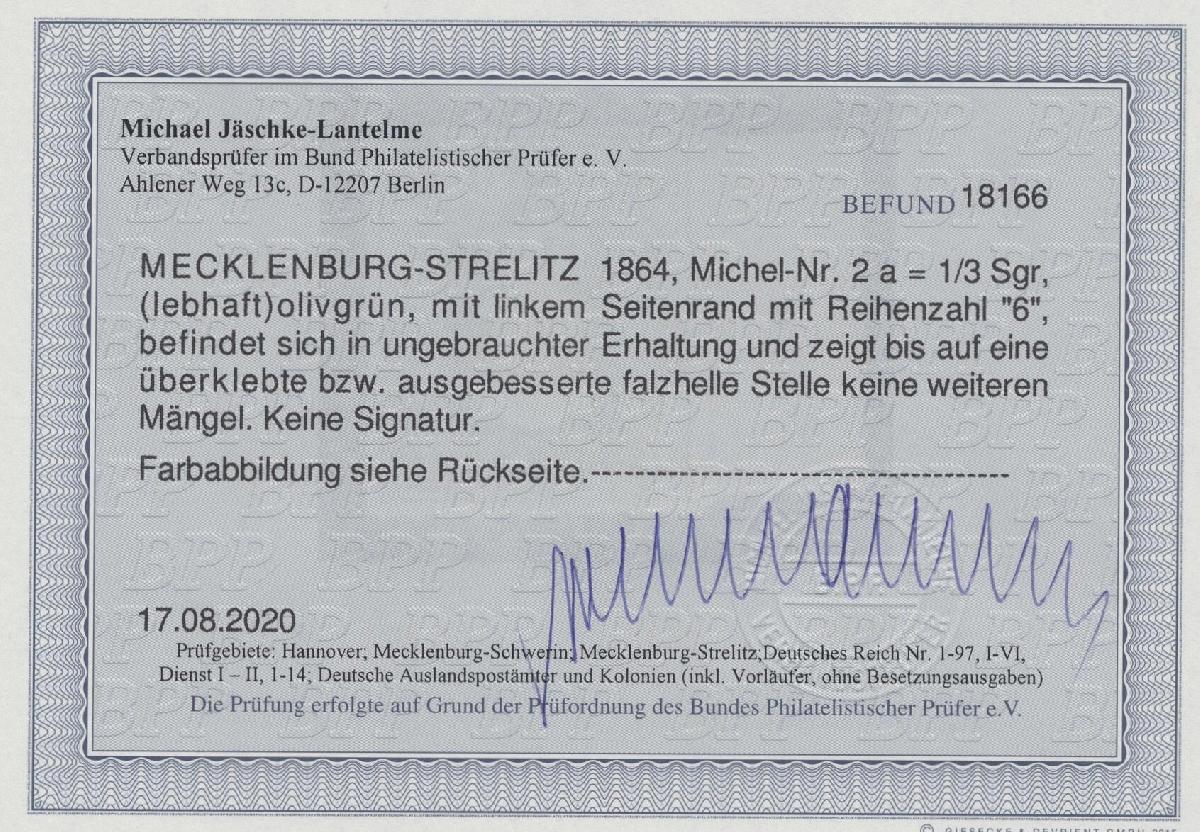 Michael Jäschke-Lantelme
Verbandsprüfer im Bund Philatelistischer Prüfer e. V.
Ahlener Weg 13c, D-12207 Berlin
BEFUND 18166
MECKLENBURG-STRELITZ 1864, Michel-Nr. 2 a = 1/3 Sgr,
(lebhaft)olivgrün, mit linkem Seitenrand mit Reihenzahl "6",
befindet sich in ungebrauchter Erhaltung und zeigt bis auf eine
überklebte bzw. ausgebesserte falzhelle Stelle keine weiteren
Mängel. Keine Signatur.
Farbabbildung siehe Rückseite.--------------------------------------------
17.08.2020
Prüfgebiete: Hannover; Mecklenburg-Schwerin; Mecklenburg-Strelitz;Deutsches Reich Nr. 1-97, I-VI,
Dienst I – II, 1-14; Deutsche Auslandspostämter und Kolonien (inkl. Vorläufer, ohne Besetzungsausgaben)
Die Prüfung erfolgte auf Grund der Prüfordnung des Bundes Philatelistischer Prüfer e.V.